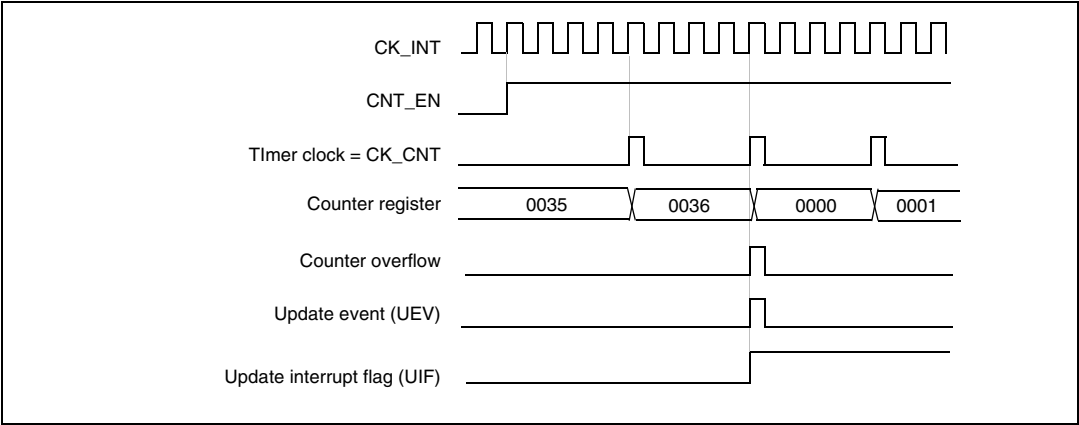 CK_INT
CNT_EN
TImer clock = CK_CNT
Counter register 0035 0036 0000 0001
Counter overflow
Update event (UEV)
Update interrupt flag (UIF)